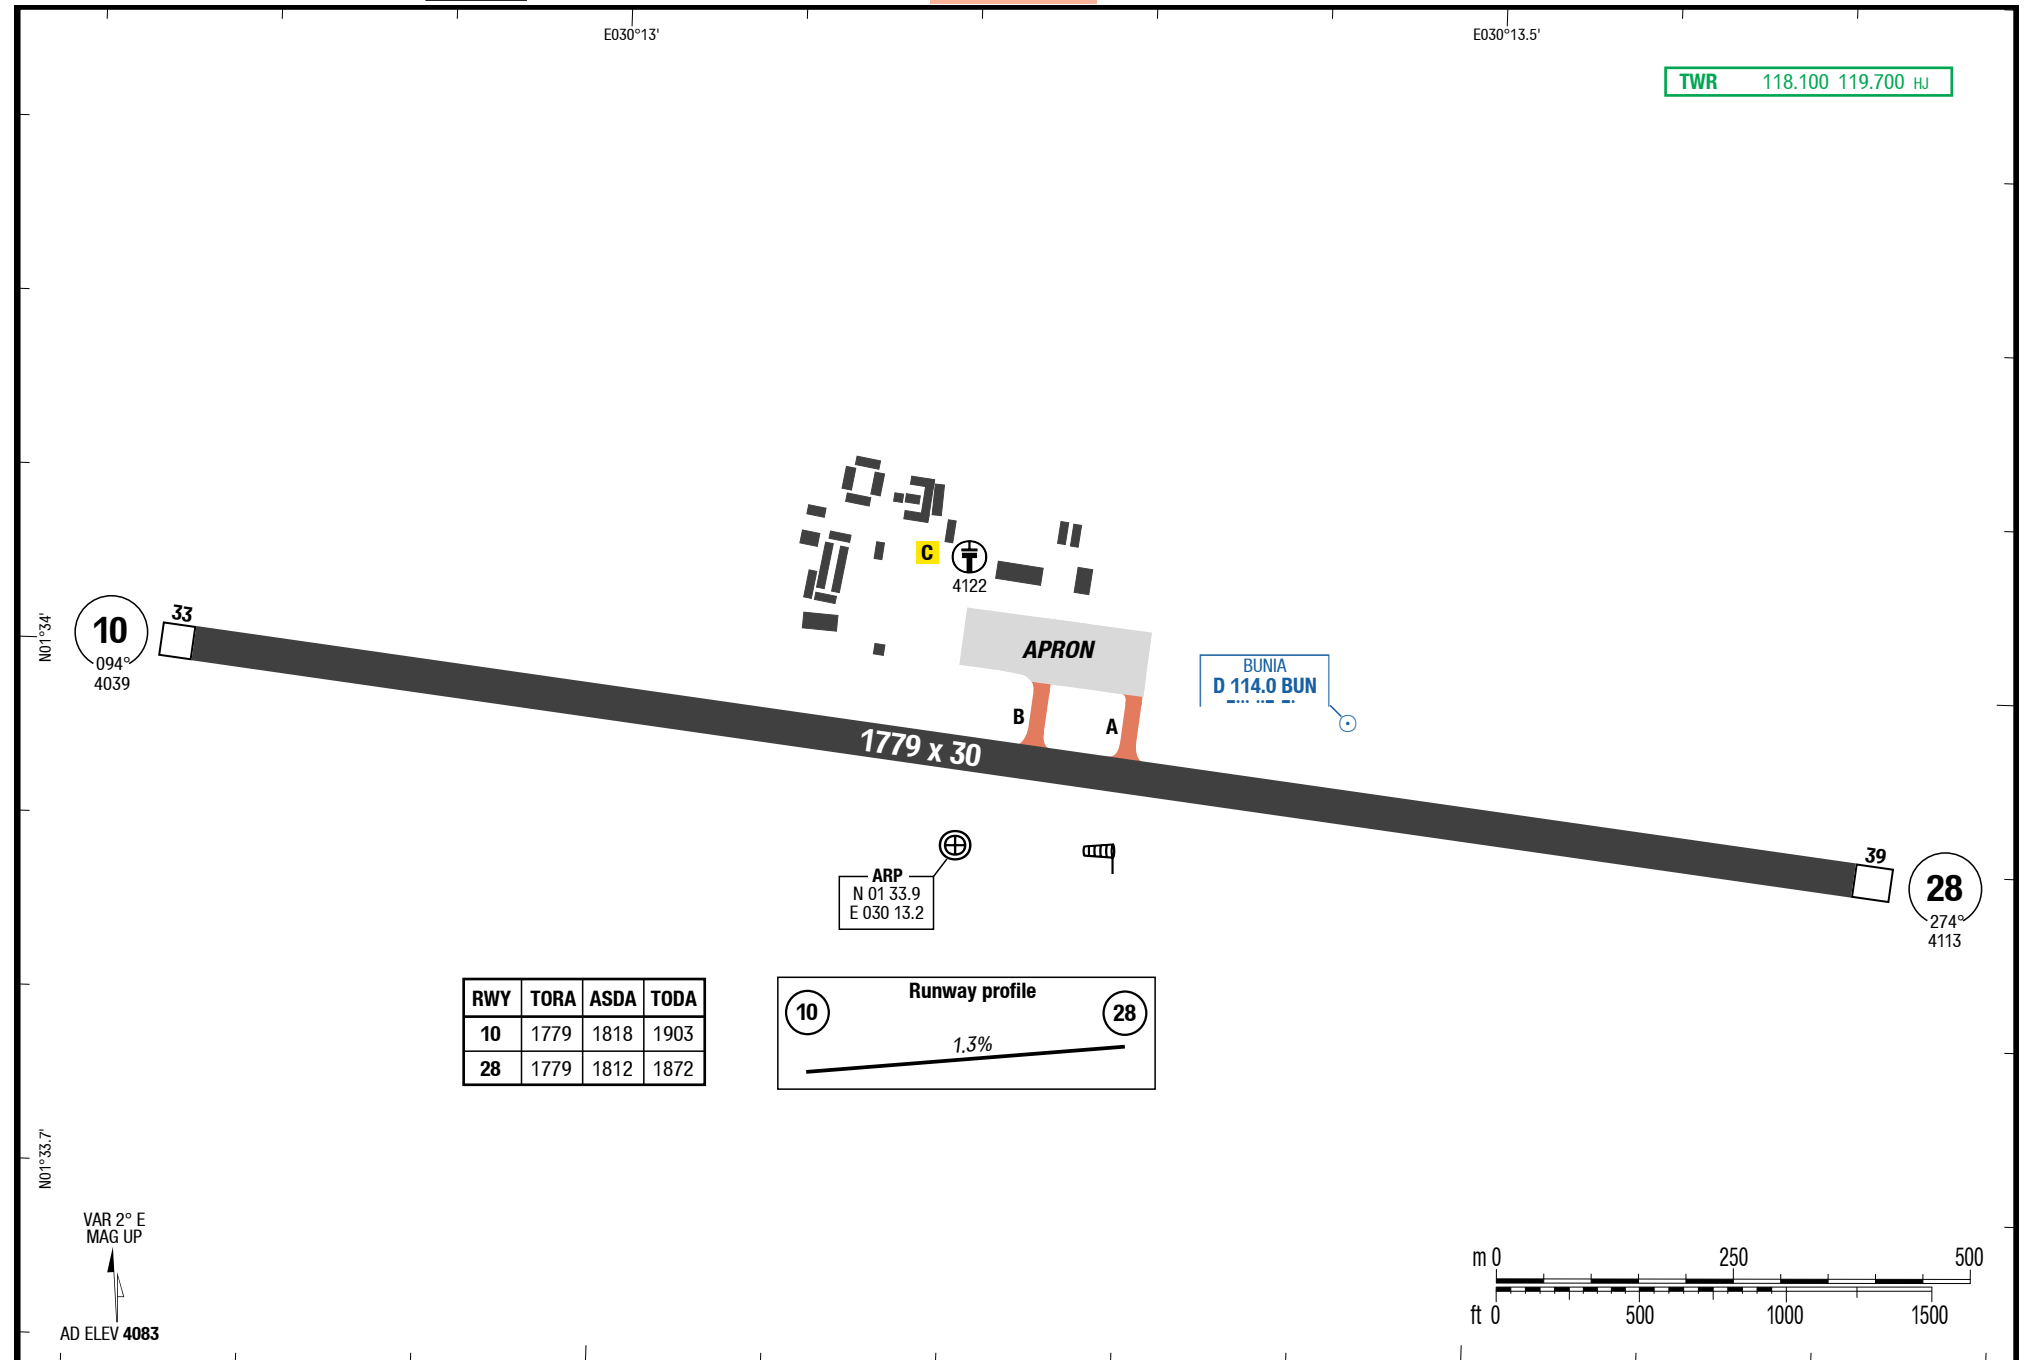 E030°13'
E030°13.5'
TWR 118.100 119.700 HJ
C
4122
33
10
094°
4039
N01°34'
APRON
BUNIA
D 114.0 BUN
B
A
1779 x 30
ARP
N 01 33.9
E 030 13.2
39
28
274°
4113
RWY TORA ASDA TODA
10 1779 1818 1903
28 1779 1812 1872
Runway profile
10
28
1.3%
N01°33.7'
VAR 2° E
MAG UP
AD ELEV 4083
m 0 250 500
ft 0 500 1000 1500